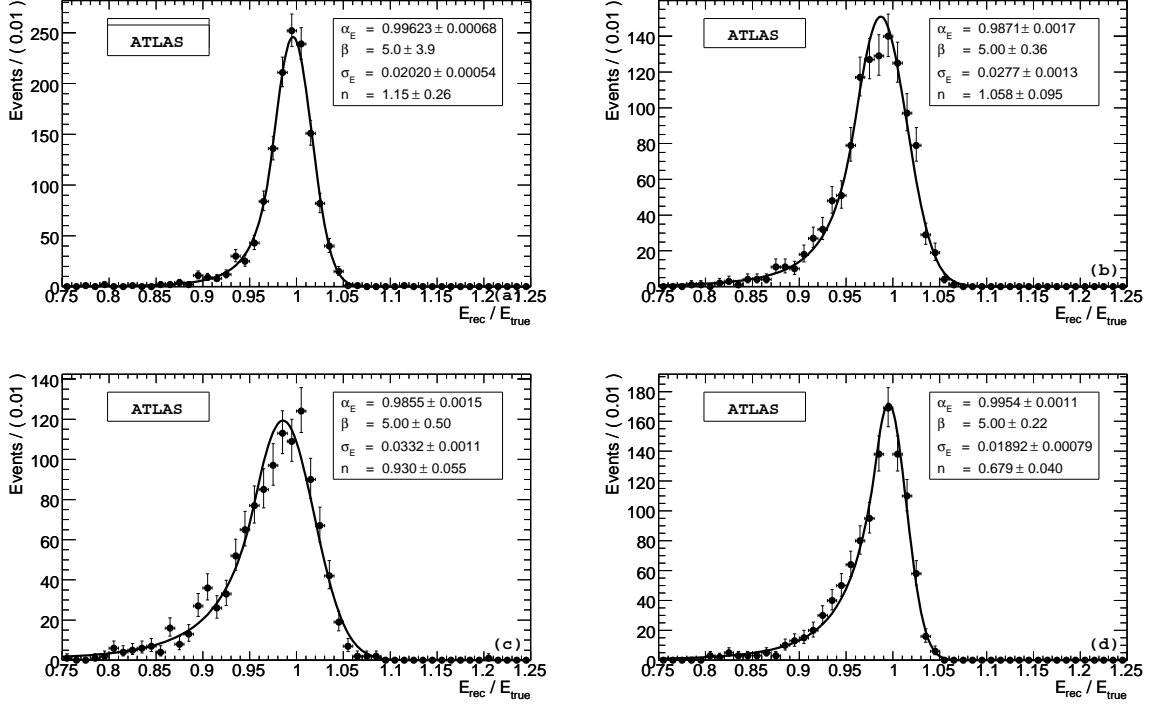 Events / ( 0.01 )
250
200
150
100
50
0
ATLAS
α_E = 0.99623 ± 0.00068
β = 5.0 ± 3.9
σ_E = 0.02020 ± 0.00054
n = 1.15 ± 0.26
0.75 0.8 0.85 0.9 0.95 1 1.05 1.1 1.15 1.2 1.25
(a)
E_rec / E_true
Events / ( 0.01 )
140
120
100
80
60
40
20
0
ATLAS
α_E = 0.9871 ± 0.0017
β = 5.00 ± 0.36
σ_E = 0.0277 ± 0.0013
n = 1.058 ± 0.095
(b)
0.75 0.8 0.85 0.9 0.95 1 1.05 1.1 1.15 1.2 1.25
E_rec / E_true
Events / ( 0.01 )
140
120
100
80
60
40
20
0
ATLAS
α_E = 0.9855 ± 0.0015
β = 5.00 ± 0.50
σ_E = 0.0332 ± 0.0011
n = 0.930 ± 0.055
(c)
0.75 0.8 0.85 0.9 0.95 1 1.05 1.1 1.15 1.2 1.25
E_rec / E_true
Events / ( 0.01 )
180
160
140
120
100
80
60
40
20
0
ATLAS
α_E = 0.9954 ± 0.0011
β = 5.00 ± 0.22
σ_E = 0.01892 ± 0.00079
n = 0.679 ± 0.040
(d)
0.75 0.8 0.85 0.9 0.95 1 1.05 1.1 1.15 1.2 1.25
E_rec / E_true